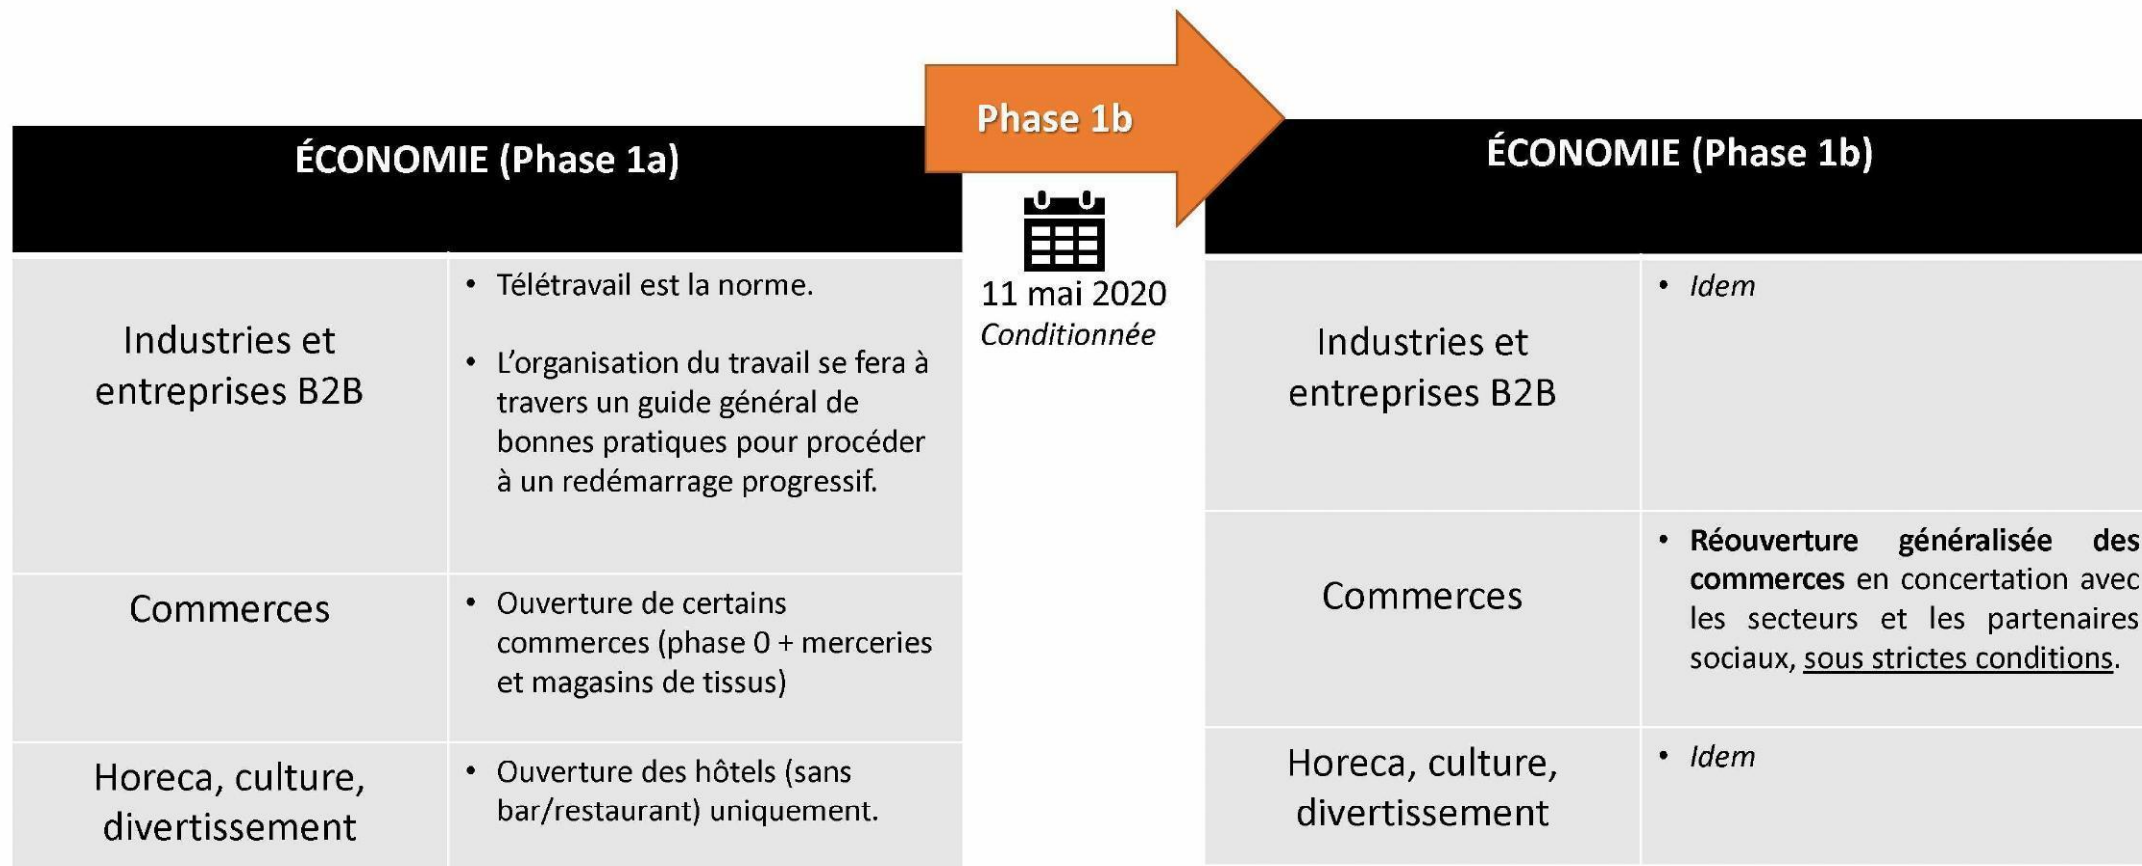 Phase 1b
ÉCONOMIE (Phase 1a)
Industries et
entreprises B2B
• Télétravail est la norme.
• L’organisation du travail se fera à
travers un guide général de
bonnes pratiques pour procéder
à un redémarrage progressif.
Commerces
• Ouverture de certains
commerces (phase 0 + merceries
et magasins de tissus)
Horeca, culture,
divertissement
• Ouverture des hôtels (sans
bar/restaurant) uniquement.
11 mai 2020
Conditionnée
ÉCONOMIE (Phase 1b)
Industries et
entreprises B2B
• Idem
Commerces
• Réouverture généralisée des
commerces en concertation avec
les secteurs et les partenaires
sociaux, sous strictes conditions.
Horeca, culture,
divertissement
• Idem